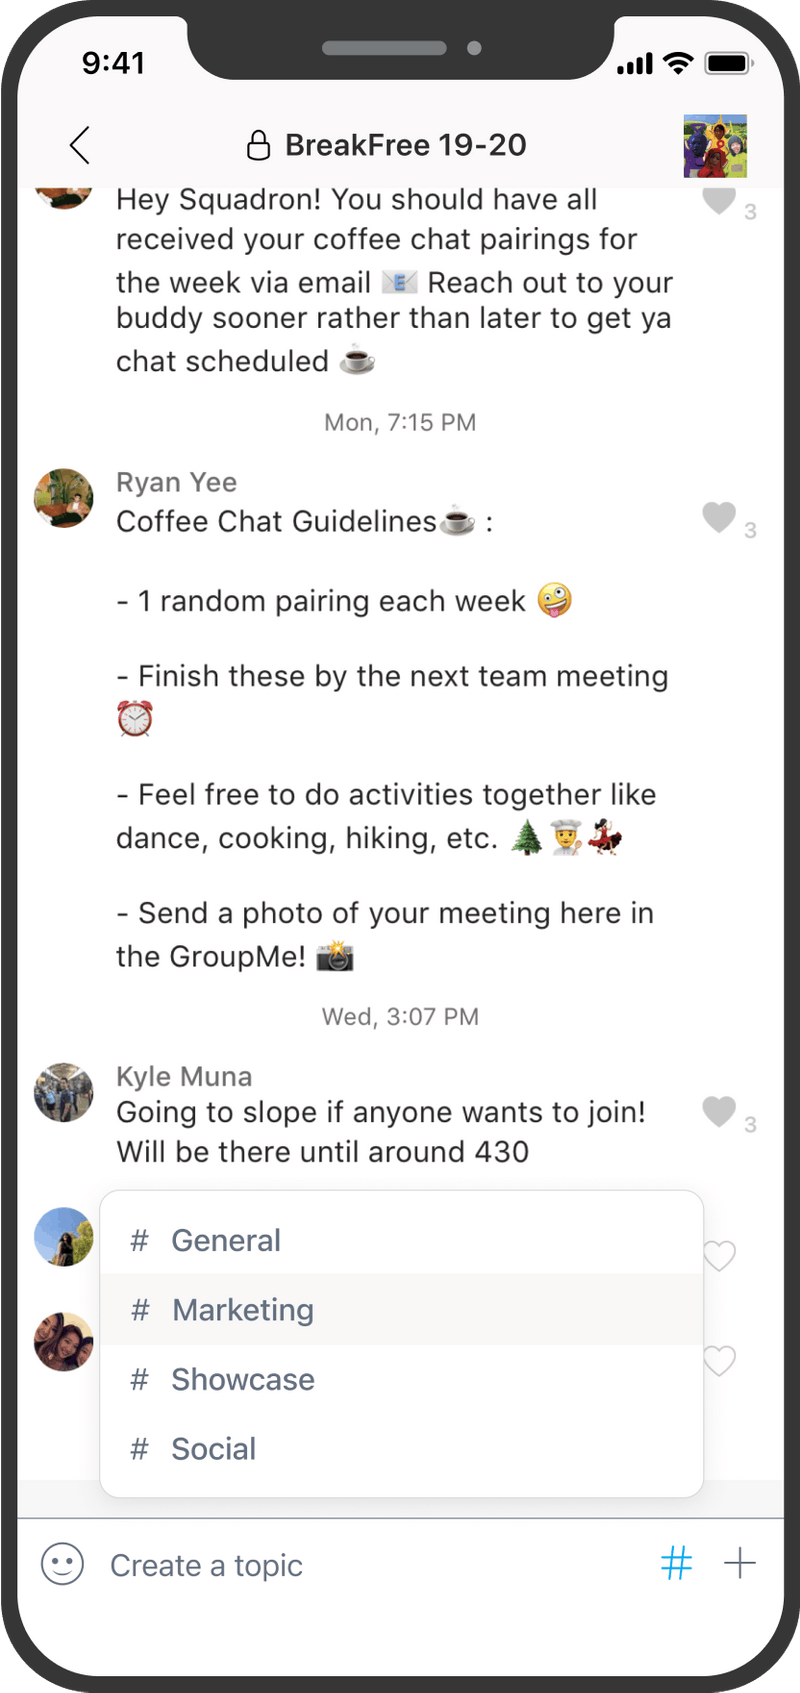 9:41
BreakFree 19-20
Hey Squadron! You should have all
3
received your coffee chat pairings for
the week via email 📧 Reach out to your
buddy sooner rather than later to get ya
chat scheduled ☕
Mon, 7:15 PM
Ryan Yee
Coffee Chat Guidelines☕ :
3
- 1 random pairing each week 🤪
- Finish these by the next team meeting
⏰
- Feel free to do activities together like
dance, cooking, hiking, etc. 🌲👨‍🍳💃
- Send a photo of your meeting here in
the GroupMe! 📸
Wed, 3:07 PM
Kyle Muna
Going to slope if anyone wants to join!
3
Will be there until around 430
# General
# Marketing
# Showcase
# Social
Create a topic # +